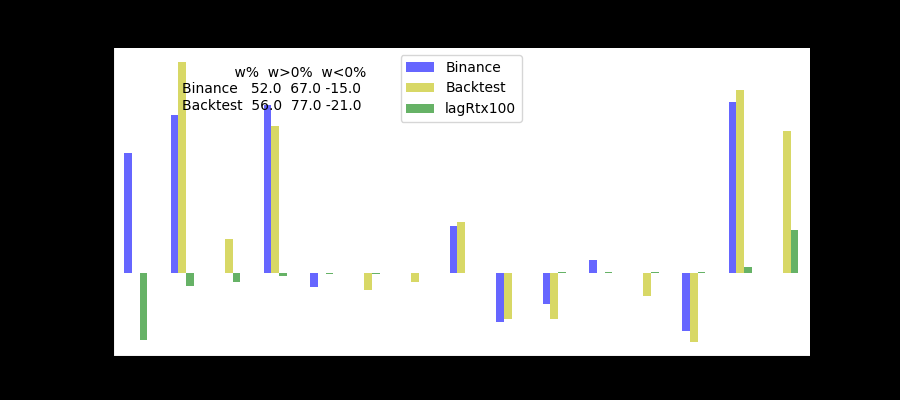 w%  w>0%  w<0%
Binance   52.0  67.0 -15.0
Backtest  56.0  77.0 -21.0
Binance
Backtest
lagRtx100